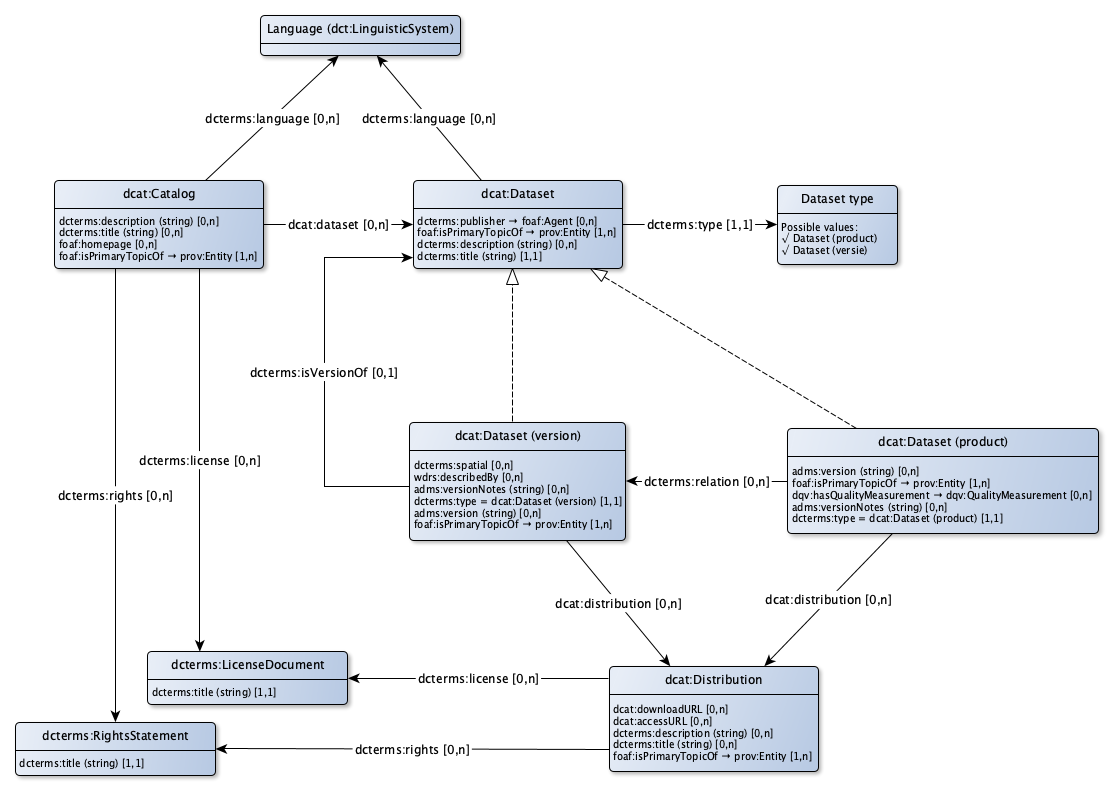 Language (dct:LinguisticSystem)
dcterms:language [0,n]
dcterms:language [0,n]
dcat:Catalog
dcterms:description (string) [0,n]
dcterms:title (string) [0,n]
foaf:homepage [0,n]
foaf:isPrimaryTopicOf → prov:Entity [1,n]
dcat:dataset [0,n]
dcat:Dataset
dcterms:publisher → foaf:Agent [0,n]
foaf:isPrimaryTopicOf → prov:Entity [1,n]
dcterms:description (string) [0,n]
dcterms:title (string) [1,1]
dcterms:type [1,1]
Dataset type
Possible values:
√ Dataset (product)
√ Dataset (versie)
dcterms:isVersionOf [0,1]
dcterms:license [0,n]
dcterms:rights [0,n]
dcat:Dataset (version)
dcterms:spatial [0,n]
wdrs:describedBy [0,n]
adms:versionNotes (string) [0,n]
dcterms:type = dcat:Dataset (version) [1,1]
adms:version (string) [0,n]
foaf:isPrimaryTopicOf → prov:Entity [1,n]
dcterms:relation [0,n]
dcat:Dataset (product)
adms:version (string) [0,n]
foaf:isPrimaryTopicOf → prov:Entity [1,n]
dqv:hasQualityMeasurement → dqv:QualityMeasurement [0,n]
adms:versionNotes (string) [0,n]
dcterms:type = dcat:Dataset (product) [1,1]
dcat:distribution [0,n]
dcat:distribution [0,n]
dcterms:LicenseDocument
dcterms:title (string) [1,1]
dcterms:license [0,n]
dcat:Distribution
dcat:downloadURL [0,n]
dcat:accessURL [0,n]
dcterms:description (string) [0,n]
dcterms:title (string) [0,n]
foaf:isPrimaryTopicOf → prov:Entity [1,n]
dcterms:RightsStatement
dcterms:title (string) [1,1]
dcterms:rights [0,n]